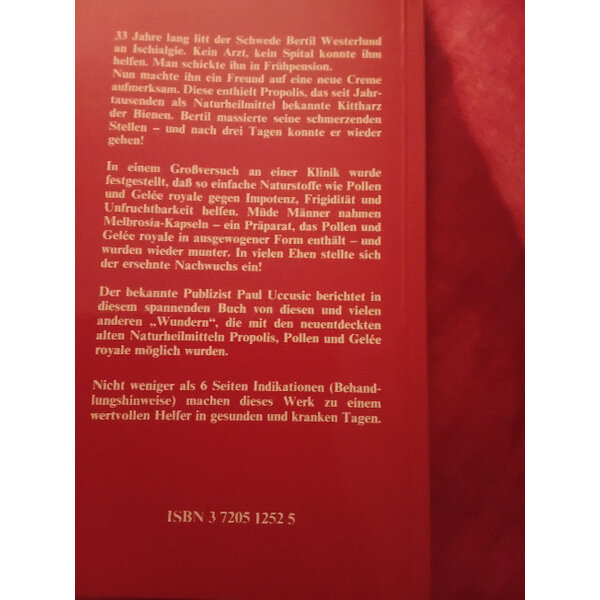 33 Jahre lang litt der Schwede Bertil Westerlund
an Ischialgie. Kein Arzt, kein Spital konnte ihm
helfen. Man schickte ihn in Frühpension.
Nun machte ihn ein Freund auf eine neue Creme
aufmerksam. Diese enthielt Propolis, das seit Jahr-
tausenden als Naturheilmittel bekannte Kittharz
der Bienen. Bertil massierte seine schmerzenden
Stellen – und nach drei Tagen konnte er wieder
gehen!
In einem Großversuch an einer Klinik wurde
festgestellt, daß so einfache Naturstoffe wie Pollen
und Gelée royale gegen Impotenz, Frigidität und
Unfruchtbarkeit helfen. Müde Männer nahmen
Melbrosia-Kapseln – ein Präparat, das Pollen und
Gelée royale in ausgewogener Form enthält – und
wurden wieder munter. In vielen Ehen stellte sich
der ersehnte Nachwuchs ein!
Der bekannte Publizist Paul Uccusic berichtet in
diesem spannenden Buch von diesen und vielen
anderen „Wundern“, die mit den neuentdeckten
alten Naturheilmitteln Propolis, Pollen und Gelée
royale möglich wurden.
Nicht weniger als 6 Seiten Indikationen (Behand-
lungshinweise) machen dieses Werk zu einem
wertvollen Helfer in gesunden und kranken Tagen.
ISBN 3 7205 1252 5